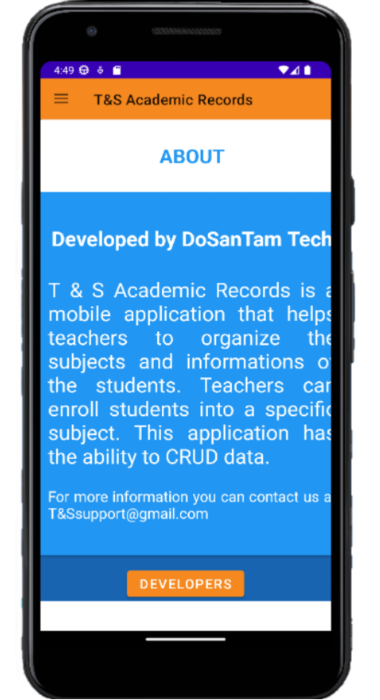 4:49
T&S Academic Records
ABOUT
Developed by DoSanTam Tech
T & S Academic Records is a
mobile application that helps
teachers to organize the
subjects and informations o
the students. Teachers can
enroll students into a specific
subject. This application has
the ability to CRUD data.
For more information you can contact us a
T&Ssupport@gmail.com
DEVELOPERS